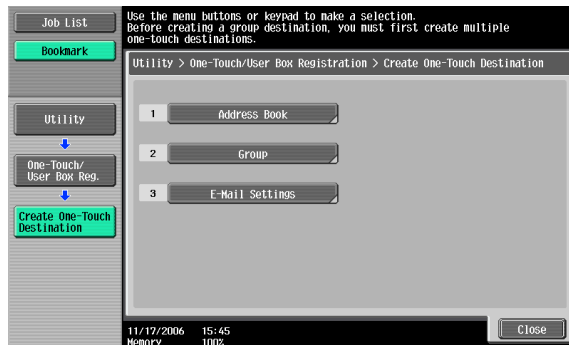 Job List
Bookmark
Use the menu buttons or keypad to make a selection.
Before creating a group destination, you must first create multiple
one-touch destinations.
Utility > One-Touch/User Box Registration > Create One-Touch Destination
Utility
One-Touch/
User Box Reg.
Create One-Touch
Destination
1 Address Book
2 Group
3 E-Mail Settings
11/17/2006 15:45
Memory 100%
Close